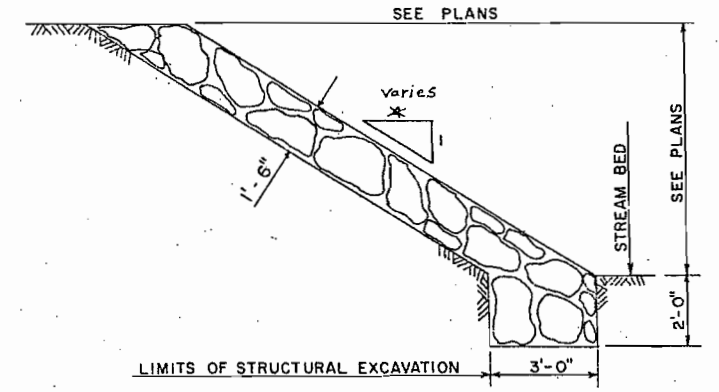 SEE PLANS
varies
*
1
1'-6"
STREAM BED
SEE PLANS
2'-0"
LIMITS OF STRUCTURAL EXCAVATION
3'-0"